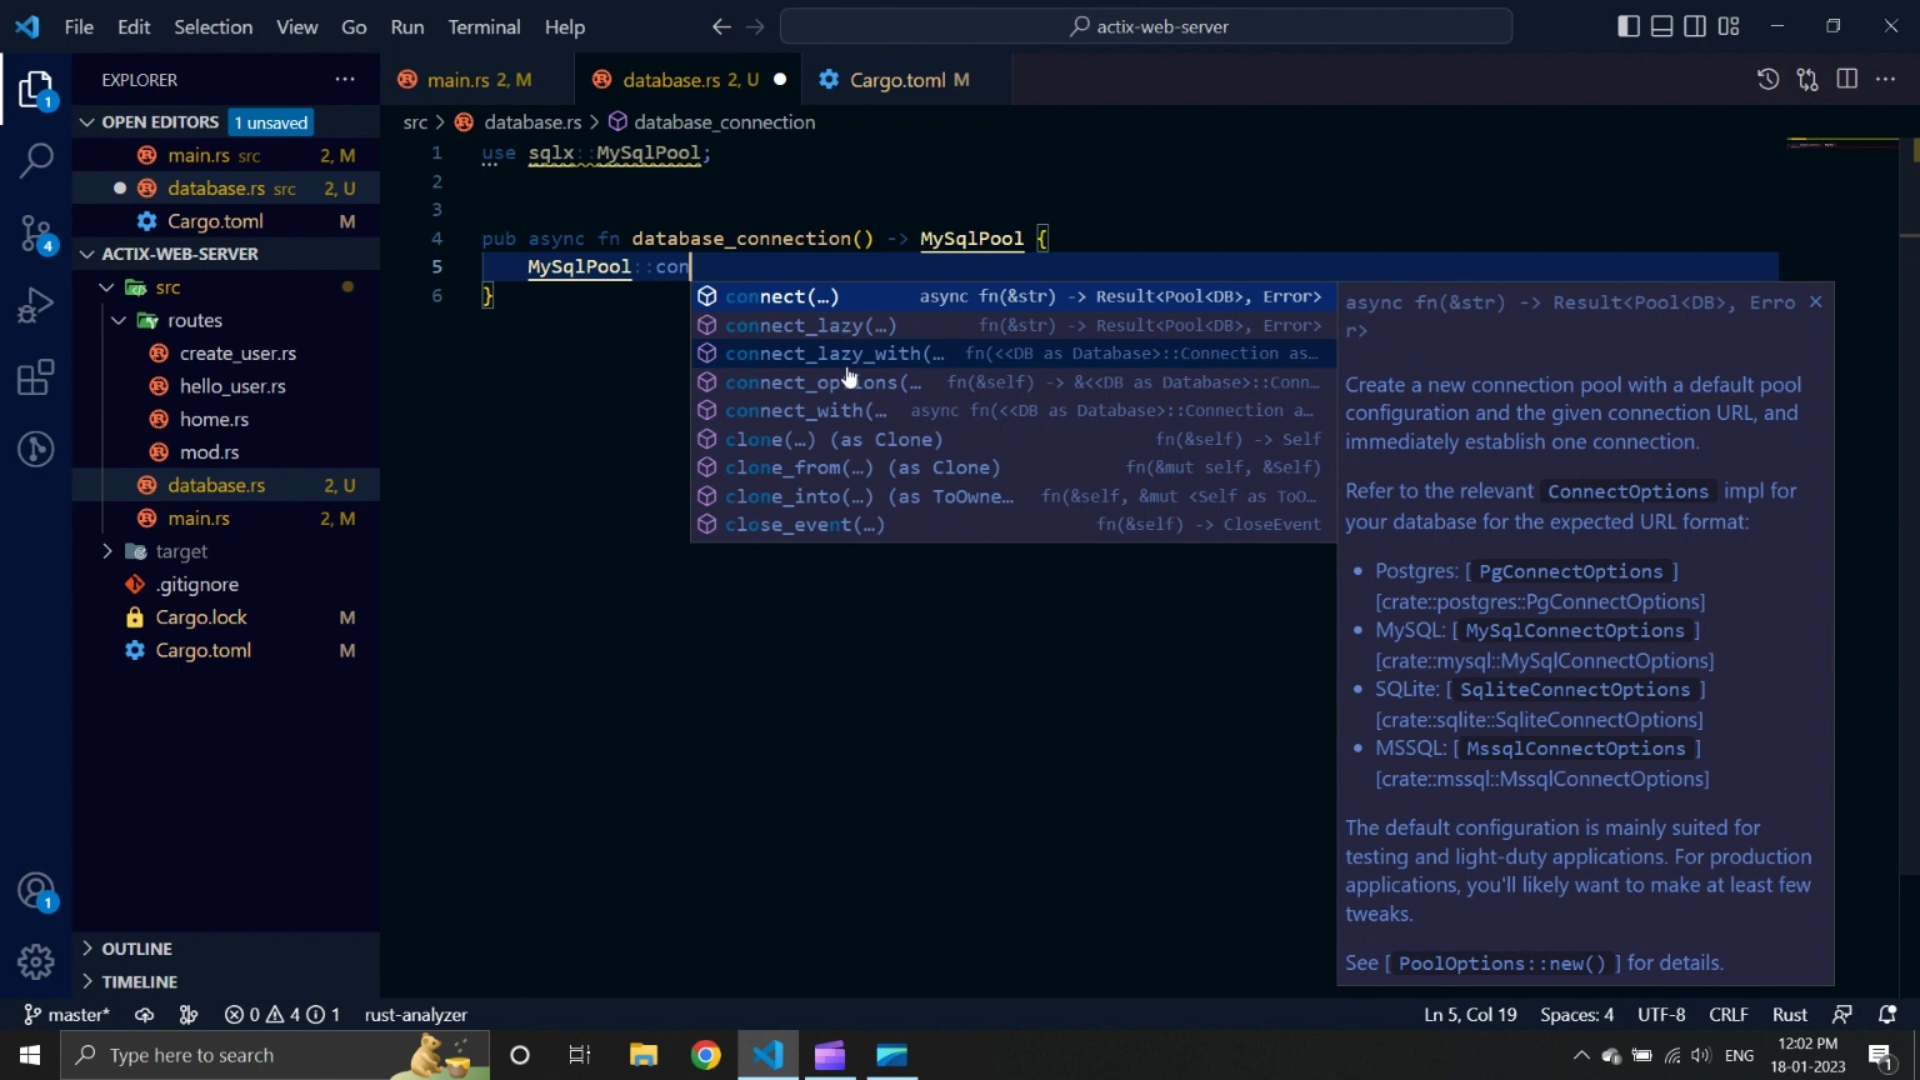 File Edit Selection View Go Run Terminal Help
actix-web-server
EXPLORER
main.rs 2, M
database.rs 2, U
Cargo.toml M
OPEN EDITORS 1 unsaved
main.rs src 2, M
database.rs src 2, U
Cargo.toml M
ACTIX-WEB-SERVER
src
routes
create_user.rs
hello_user.rs
home.rs
mod.rs
database.rs 2, U
main.rs 2, M
target
.gitignore
Cargo.lock M
Cargo.toml M
OUTLINE
TIMELINE
1
4
1
src > database.rs > database_connection
1 use sqlx::MySqlPool;
2
3
4 pub async fn database_connection() -> MySqlPool {
5 MySqlPool::con
6 }
connect(…) async fn(&str) -> Result<Pool<DB>, Error>
connect_lazy(…) fn(&str) -> Result<Pool<DB>, Error>
connect_lazy_with(… fn(<<DB as Database>::Connection as…
connect_options(… fn(&self) -> &<<DB as Database>::Conn…
connect_with(… async fn(<<DB as Database>::Connection a…
clone(…) (as Clone) fn(&self) -> Self
clone_from(…) (as Clone) fn(&mut self, &Self)
clone_into(…) (as ToOwne… fn(&self, &mut <Self as ToO…
close_event(…) fn(&self) -> CloseEvent
async fn(&str) -> Result<Pool<DB>, Erro
r>
Create a new connection pool with a default pool
configuration and the given connection URL, and
immediately establish one connection.
Refer to the relevant ConnectOptions impl for
your database for the expected URL format:
• Postgres: [ PgConnectOptions ]
[crate::postgres::PgConnectOptions]
• MySQL: [ MySqlConnectOptions ]
[crate::mysql::MySqlConnectOptions]
• SQLite: [ SqliteConnectOptions ]
[crate::sqlite::SqliteConnectOptions]
• MSSQL: [ MssqlConnectOptions ]
[crate::mssql::MssqlConnectOptions]
The default configuration is mainly suited for
testing and light-duty applications. For production
applications, you'll likely want to make at least few
tweaks.
See [ PoolOptions::new() ] for details.
master* 0 4 1 rust-analyzer
Ln 5, Col 19 Spaces: 4 UTF-8 CRLF Rust
Type here to search
ENG
12:02 PM
18-01-2023
1